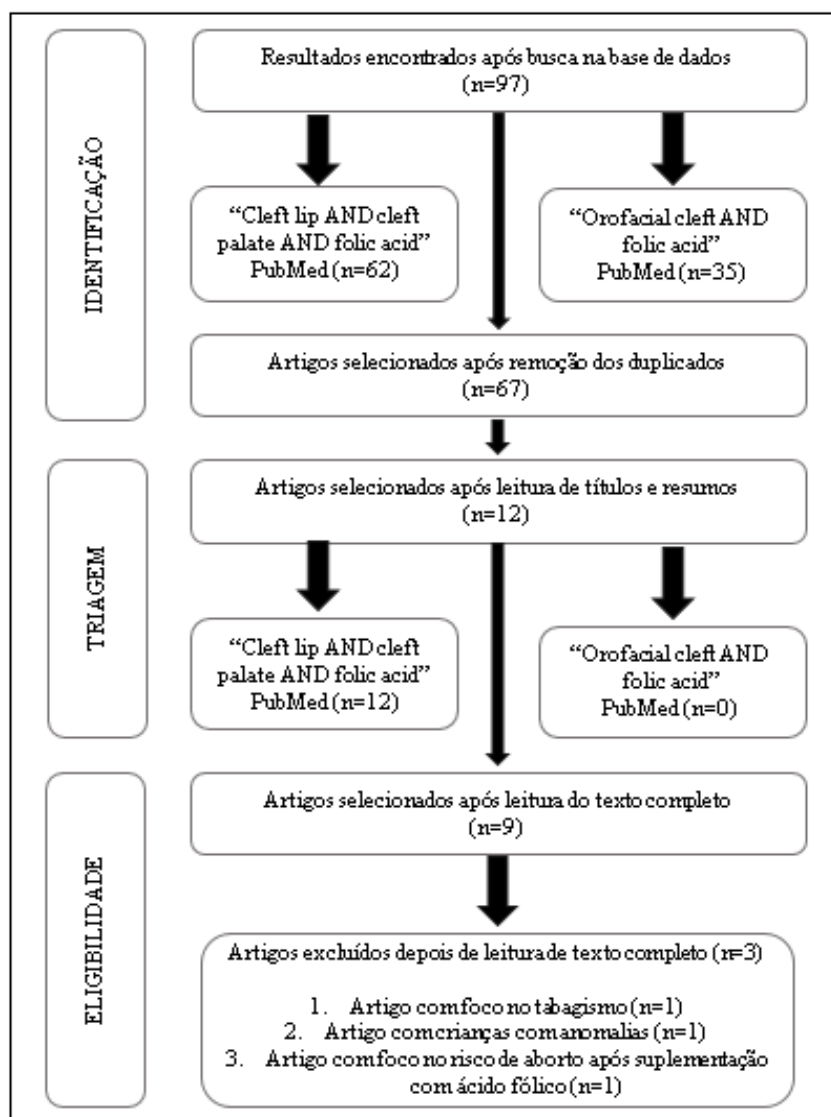 IDENTIFICAÇÃO
Resultados encontrados após busca na base de dados
(n=97)
“Cleft lip AND cleft
palate AND folic acid”
PubMed (n=62)
“Orofacial cleft AND
folic acid”
PubMed (n=35)
Artigos selecionados após remoção dos duplicados
(n=67)
TRIAGEM
Artigos selecionados após leitura de títulos e resumos
(n=12)
“Cleft lip AND cleft
palate AND folic acid”
PubMed (n=12)
“Orofacial cleft AND
folic acid”
PubMed (n=0)
ELIGIBILIDADE
Artigos selecionados após leitura do texto completo
(n=9)
Artigos excluídos depois de leitura de texto completo (n=3)
1. Artigo com foco no tabagismo (n=1)
2. Artigo com crianças com anomalias (n=1)
3. Artigo com foco no risco de aborto após suplementação
com ácido fólico (n=1)